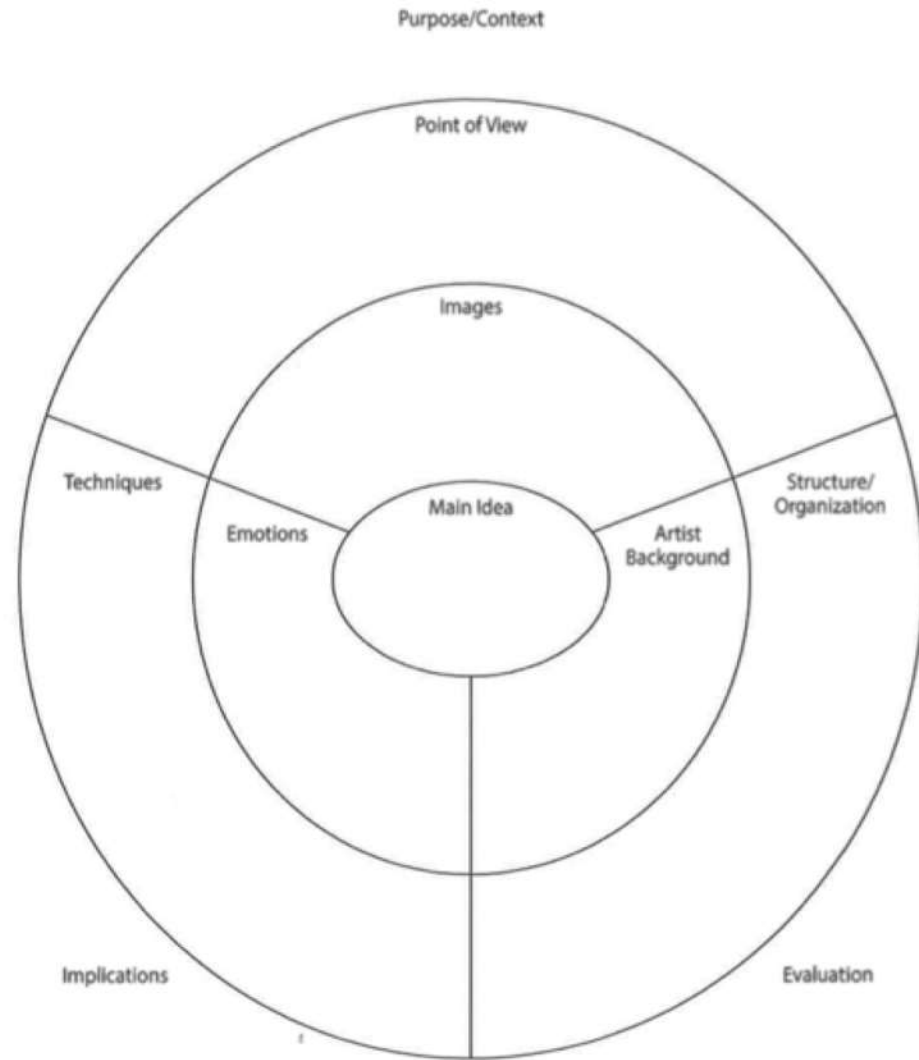 Purpose/Context
Point of View
Images
Techniques
Structure/
Organization
Emotions
Main Idea
Artist
Background
Implications
Evaluation